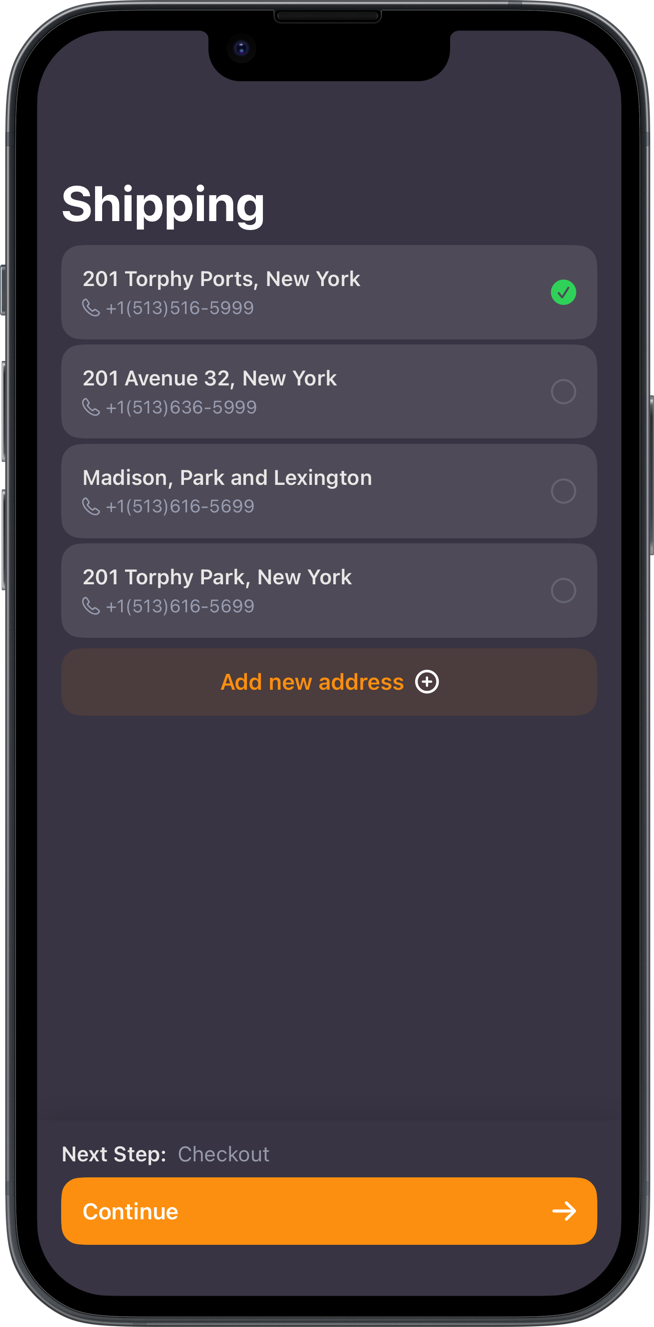 Shipping
201 Torphy Ports, New York
+1(513)516-5999
201 Avenue 32, New York
+1(513)636-5999
Madison, Park and Lexington
+1(513)616-5699
201 Torphy Park, New York
+1(513)616-5699
Add new address
Next Step: Checkout
Continue